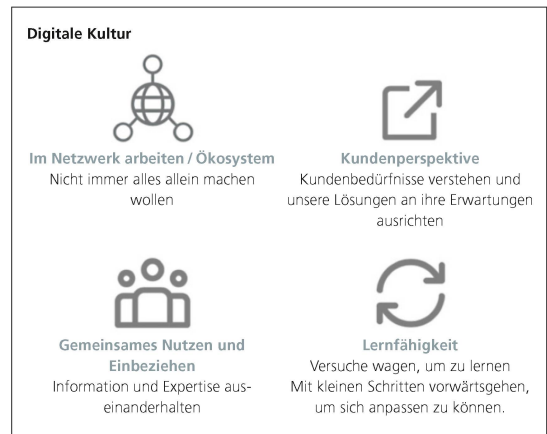 Digitale Kultur
Im Netzwerk arbeiten / Ökosystem
Nicht immer alles allein machen
wollen
Kundenperspektive
Kundenbedürfnisse verstehen und
unsere Lösungen an ihre Erwartungen
ausrichten
Gemeinsames Nutzen und
Einbeziehen
Information und Expertise aus-
einanderhalten
Lernfähigkeit
Versuche wagen, um zu lernen
Mit kleinen Schritten vorwärtsgehen,
um sich anpassen zu können.